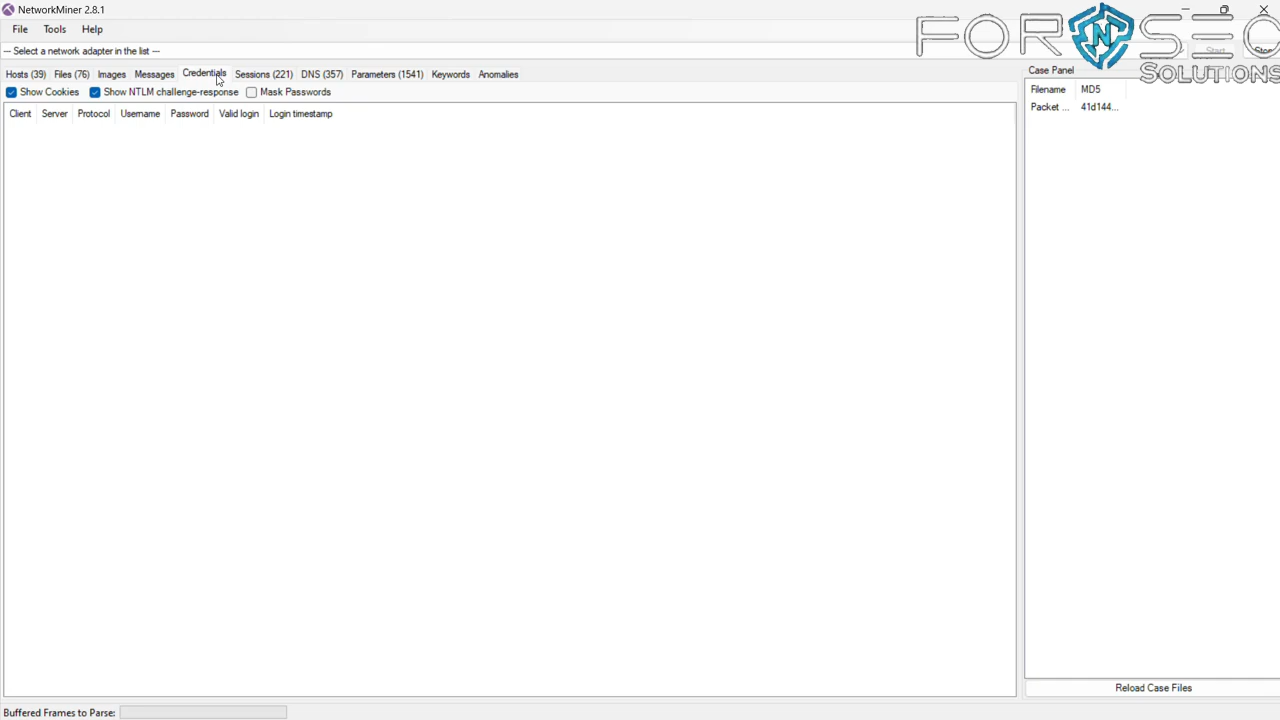 NetworkMiner 2.8.1
File Tools Help
FORNSEC
SOLUTIONS
--- Select a network adapter in the list ---
Start Stop
Hosts (39) Files (76) Images Messages Credentials Sessions (221) DNS (357) Parameters (1541) Keywords Anomalies
Show Cookies Show NTLM challenge-response Mask Passwords
Client Server Protocol Username Password Valid login Login timestamp
Case Panel
Filename MD5
Packet ... 41d144...
Reload Case Files
Buffered Frames to Parse: